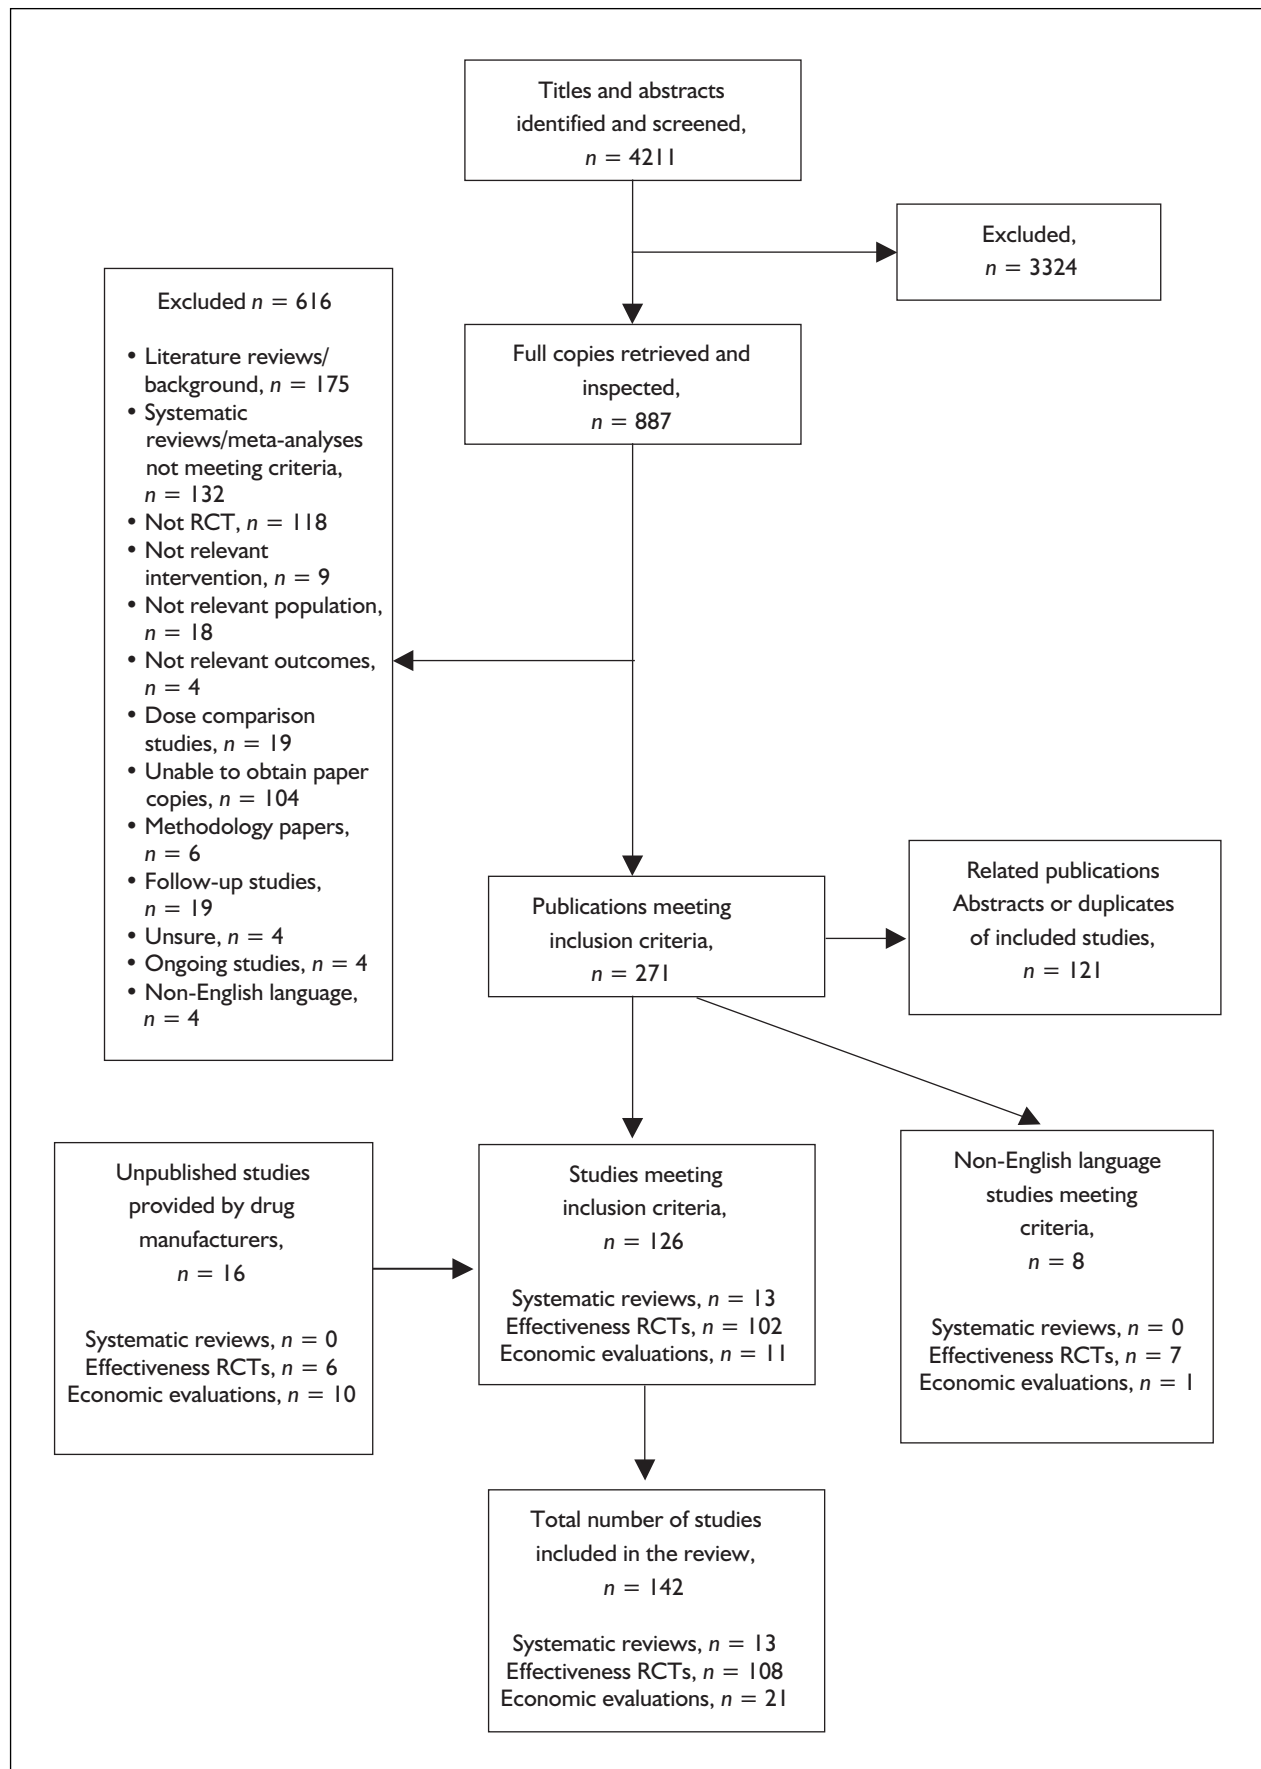 Titles and abstracts
identified and screened,
n = 4211
Excluded,
n = 3324
Full copies retrieved and
inspected,
n = 887
Excluded n = 616
• Literature reviews/
background, n = 175
• Systematic
reviews/meta-analyses
not meeting criteria,
n = 132
• Not RCT, n = 118
• Not relevant
intervention, n = 9
• Not relevant population,
n = 18
• Not relevant outcomes,
n = 4
• Dose comparison
studies, n = 19
• Unable to obtain paper
copies, n = 104
• Methodology papers,
n = 6
• Follow-up studies,
n = 19
• Unsure, n = 4
• Ongoing studies, n = 4
• Non-English language,
n = 4
Publications meeting
inclusion criteria,
n = 271
Related publications
Abstracts or duplicates
of included studies,
n = 121
Unpublished studies
provided by drug
manufacturers,
n = 16
Systematic reviews, n = 0
Effectiveness RCTs, n = 6
Economic evaluations, n = 10
Studies meeting
inclusion criteria,
n = 126
Systematic reviews, n = 13
Effectiveness RCTs, n = 102
Economic evaluations, n = 11
Non-English language
studies meeting
criteria,
n = 8
Systematic reviews, n = 0
Effectiveness RCTs, n = 7
Economic evaluations, n = 1
Total number of studies
included in the review,
n = 142
Systematic reviews, n = 13
Effectiveness RCTs, n = 108
Economic evaluations, n = 21